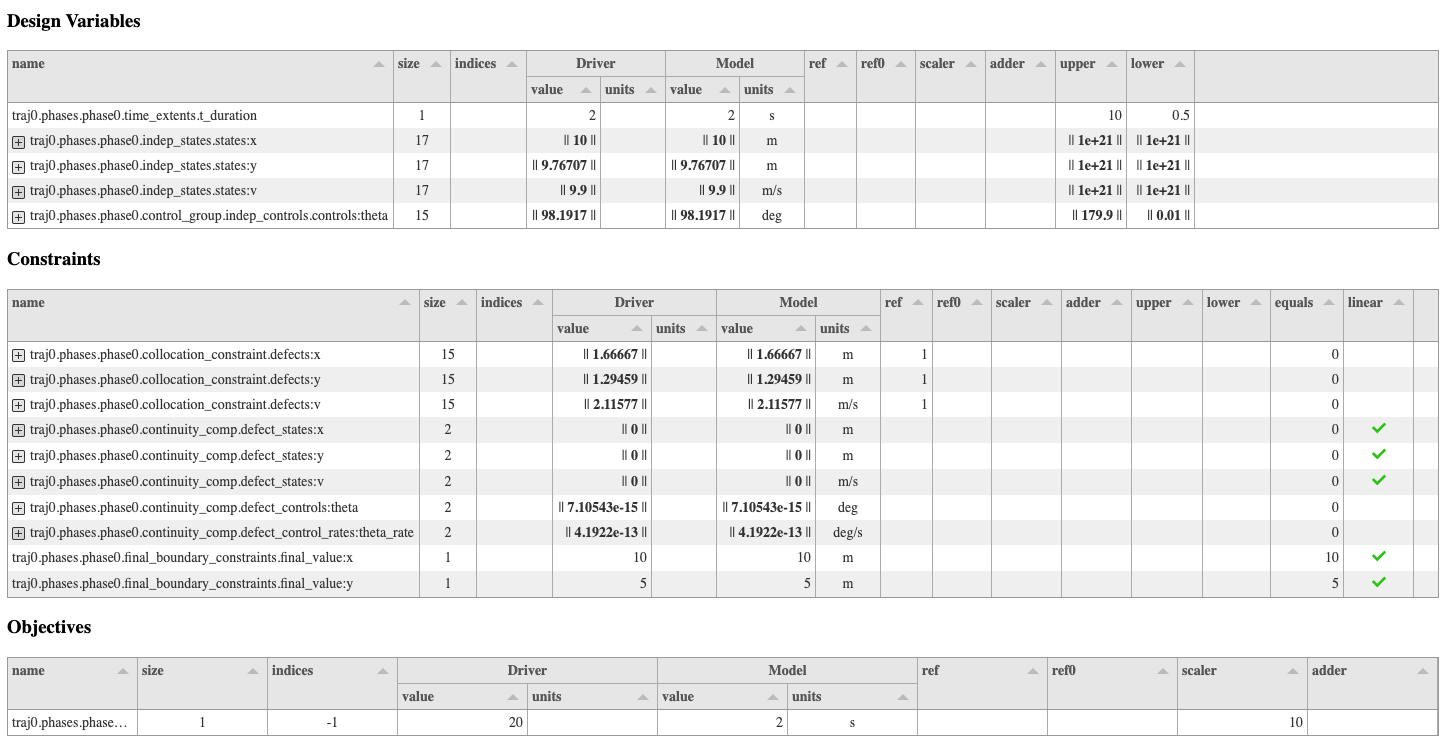 Design Variables
name size indices Driver Model ref ref0 scaler adder upper lower
value units value units
traj0.phases.phase0.time_extents.t_duration 1 2 2 s 10 0.5
traj0.phases.phase0.indep_states.states:x 17 || 10 || || 10 || m || 1e+21 || || 1e+21 ||
traj0.phases.phase0.indep_states.states:y 17 || 9.76707 || || 9.76707 || m || 1e+21 || || 1e+21 ||
traj0.phases.phase0.indep_states.states:v 17 || 9.9 || || 9.9 || m/s || 1e+21 || || 1e+21 ||
traj0.phases.phase0.control_group.indep_controls.controls:theta 15 || 98.1917 || || 98.1917 || deg || 179.9 || || 0.01 ||
Constraints
name size indices Driver Model ref ref0 scaler adder upper lower equals linear
value units value units
traj0.phases.phase0.collocation_constraint.defects:x 15 || 1.66667 || || 1.66667 || m 1 0
traj0.phases.phase0.collocation_constraint.defects:y 15 || 1.29459 || || 1.29459 || m 1 0
traj0.phases.phase0.collocation_constraint.defects:v 15 || 2.11577 || || 2.11577 || m/s 1 0
traj0.phases.phase0.continuity_comp.defect_states:x 2 || 0 || || 0 || m 0 ✓
traj0.phases.phase0.continuity_comp.defect_states:y 2 || 0 || || 0 || m 0 ✓
traj0.phases.phase0.continuity_comp.defect_states:v 2 || 0 || || 0 || m/s 0 ✓
traj0.phases.phase0.continuity_comp.defect_controls:theta 2 || 7.10543e-15 || || 7.10543e-15 || deg 0
traj0.phases.phase0.continuity_comp.defect_control_rates:theta_rate 2 || 4.1922e-13 || || 4.1922e-13 || deg/s 0
traj0.phases.phase0.final_boundary_constraints.final_value:x 1 10 10 m 10 ✓
traj0.phases.phase0.final_boundary_constraints.final_value:y 1 5 5 m 5 ✓
Objectives
name size indices Driver Model ref ref0 scaler adder
value units value units
traj0.phases.phase... 1 -1 20 2 s 10